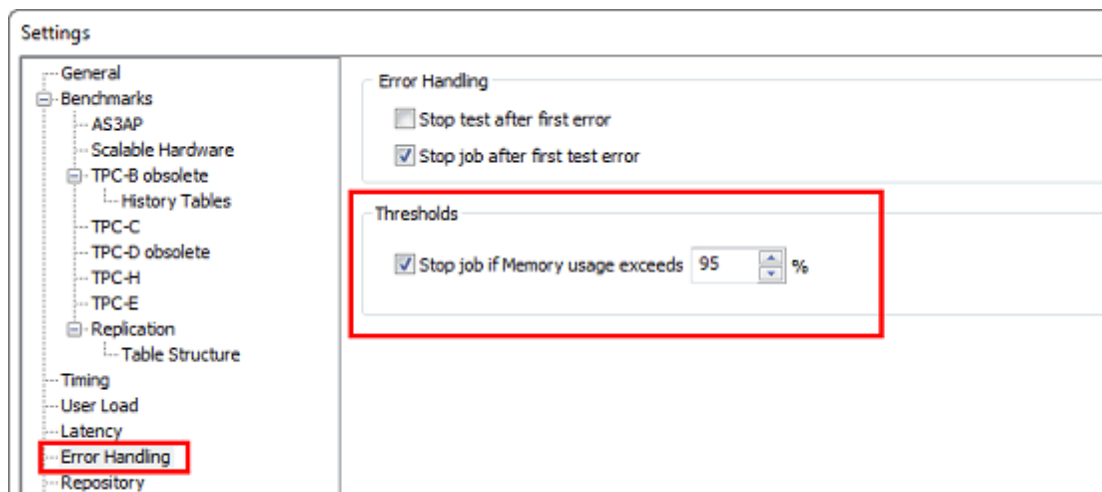 Settings
General
Benchmarks
AS3AP
Scalable Hardware
TPC-B obsolete
History Tables
TPC-C
TPC-D obsolete
TPC-H
TPC-E
Replication
Table Structure
Timing
User Load
Latency
Error Handling
Repository
Error Handling
Stop test after first error
Stop job after first test error
Thresholds
Stop job if Memory usage exceeds 95 %